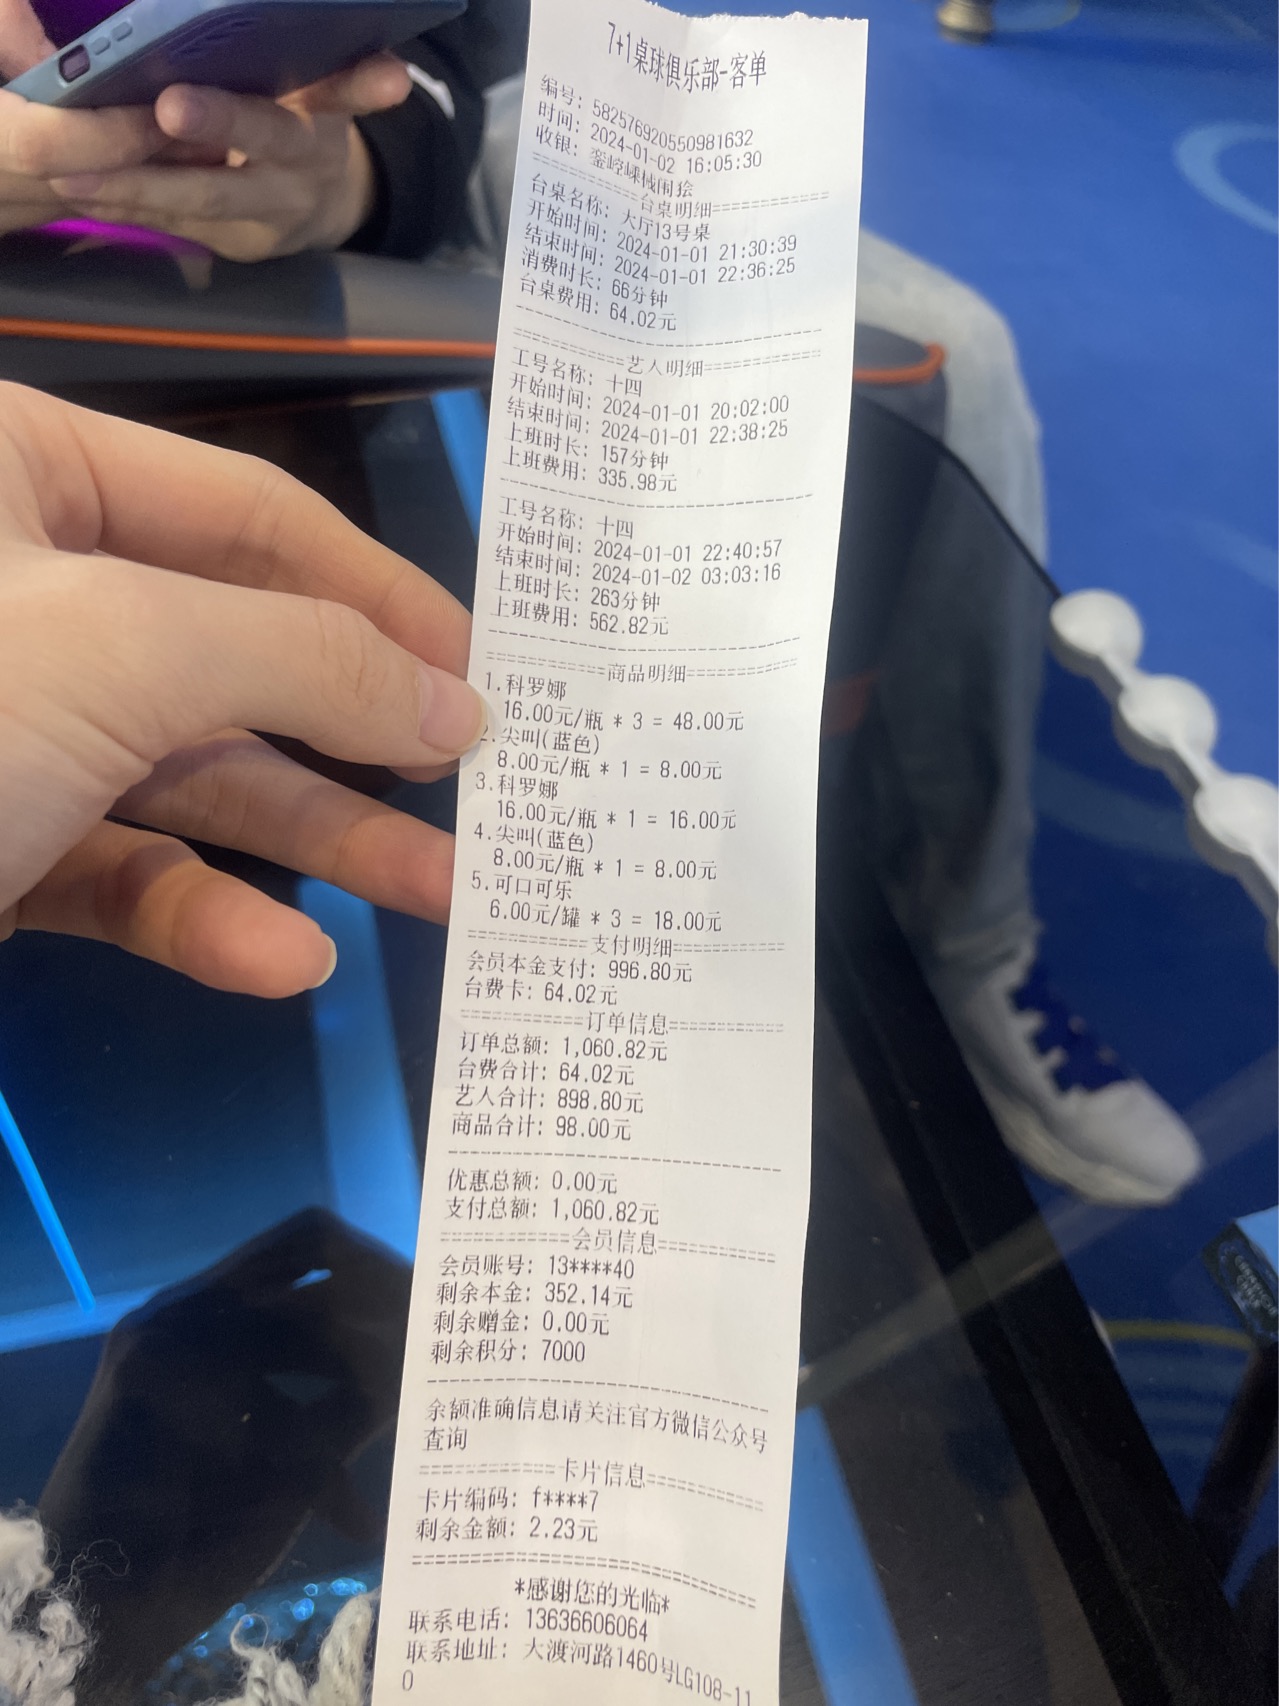 7+1桌球俱乐部-客单
编号: 582576920550981632
时间: 2024-01-02 16:05:30
收银:
============台桌明细============
台桌名称: 大厅13号桌
开始时间: 2024-01-01 21:30:39
结束时间: 2024-01-01 22:36:25
消费时长: 66分钟
台桌费用: 64.02元
============艺人明细============
工号名称: 十四
开始时间: 2024-01-01 20:02:00
结束时间: 2024-01-01 22:38:25
上班时长: 157分钟
上班费用: 335.98元
工号名称: 十四
开始时间: 2024-01-01 22:40:57
结束时间: 2024-01-02 03:03:16
上班时长: 263分钟
上班费用: 562.82元
============商品明细============
1.科罗娜
16.00元/瓶 * 3 = 48.00元
2.尖叫(蓝色)
8.00元/瓶 * 1 = 8.00元
3.科罗娜
16.00元/瓶 * 1 = 16.00元
4.尖叫(蓝色)
8.00元/瓶 * 1 = 8.00元
5.可口可乐
6.00元/罐 * 3 = 18.00元
============支付明细============
会员本金支付: 996.80元
台费卡: 64.02元
============订单信息============
订单总额: 1,060.82元
台费合计: 64.02元
艺人合计: 898.80元
商品合计: 98.00元
优惠总额: 0.00元
支付总额: 1,060.82元
============会员信息============
会员账号: 13****40
剩余本金: 352.14元
剩余赠金: 0.00元
剩余积分: 7000
余额准确信息请关注官方微信公众号
查询
============卡片信息============
卡片编码: f****7
剩余金额: 2.23元
*感谢您的光临*
联系电话: 13636606064
联系地址: 大渡河路1460号LG108-11
0